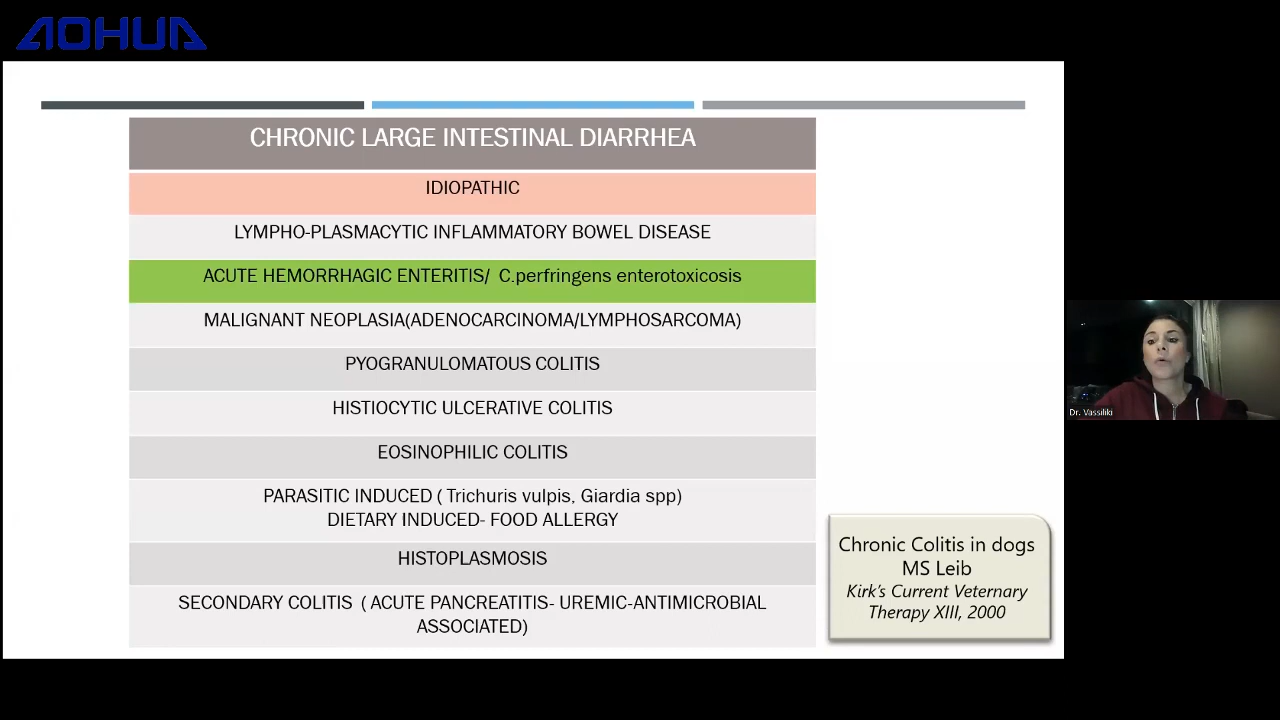 AOHUA
CHRONIC LARGE INTESTINAL DIARRHEA
IDIOPATHIC
LYMPHO-PLASMACYTIC INFLAMMATORY BOWEL DISEASE
ACUTE HEMORRHAGIC ENTERITIS/ C.perfringens enterotoxicosis
MALIGNANT NEOPLASIA(ADENOCARCINOMA/LYMPHOSARCOMA)
PYOGRANULOMATOUS COLITIS
HISTIOCYTIC ULCERATIVE COLITIS
EOSINOPHILIC COLITIS
PARASITIC INDUCED ( Trichuris vulpis, Giardia spp)
DIETARY INDUCED- FOOD ALLERGY
HISTOPLASMOSIS
SECONDARY COLITIS ( ACUTE PANCREATITIS- UREMIC-ANTIMICROBIAL
ASSOCIATED)
Chronic Colitis in dogs
MS Leib
Kirk's Current Veternary
Therapy XIII, 2000
Dr. Vassiliki